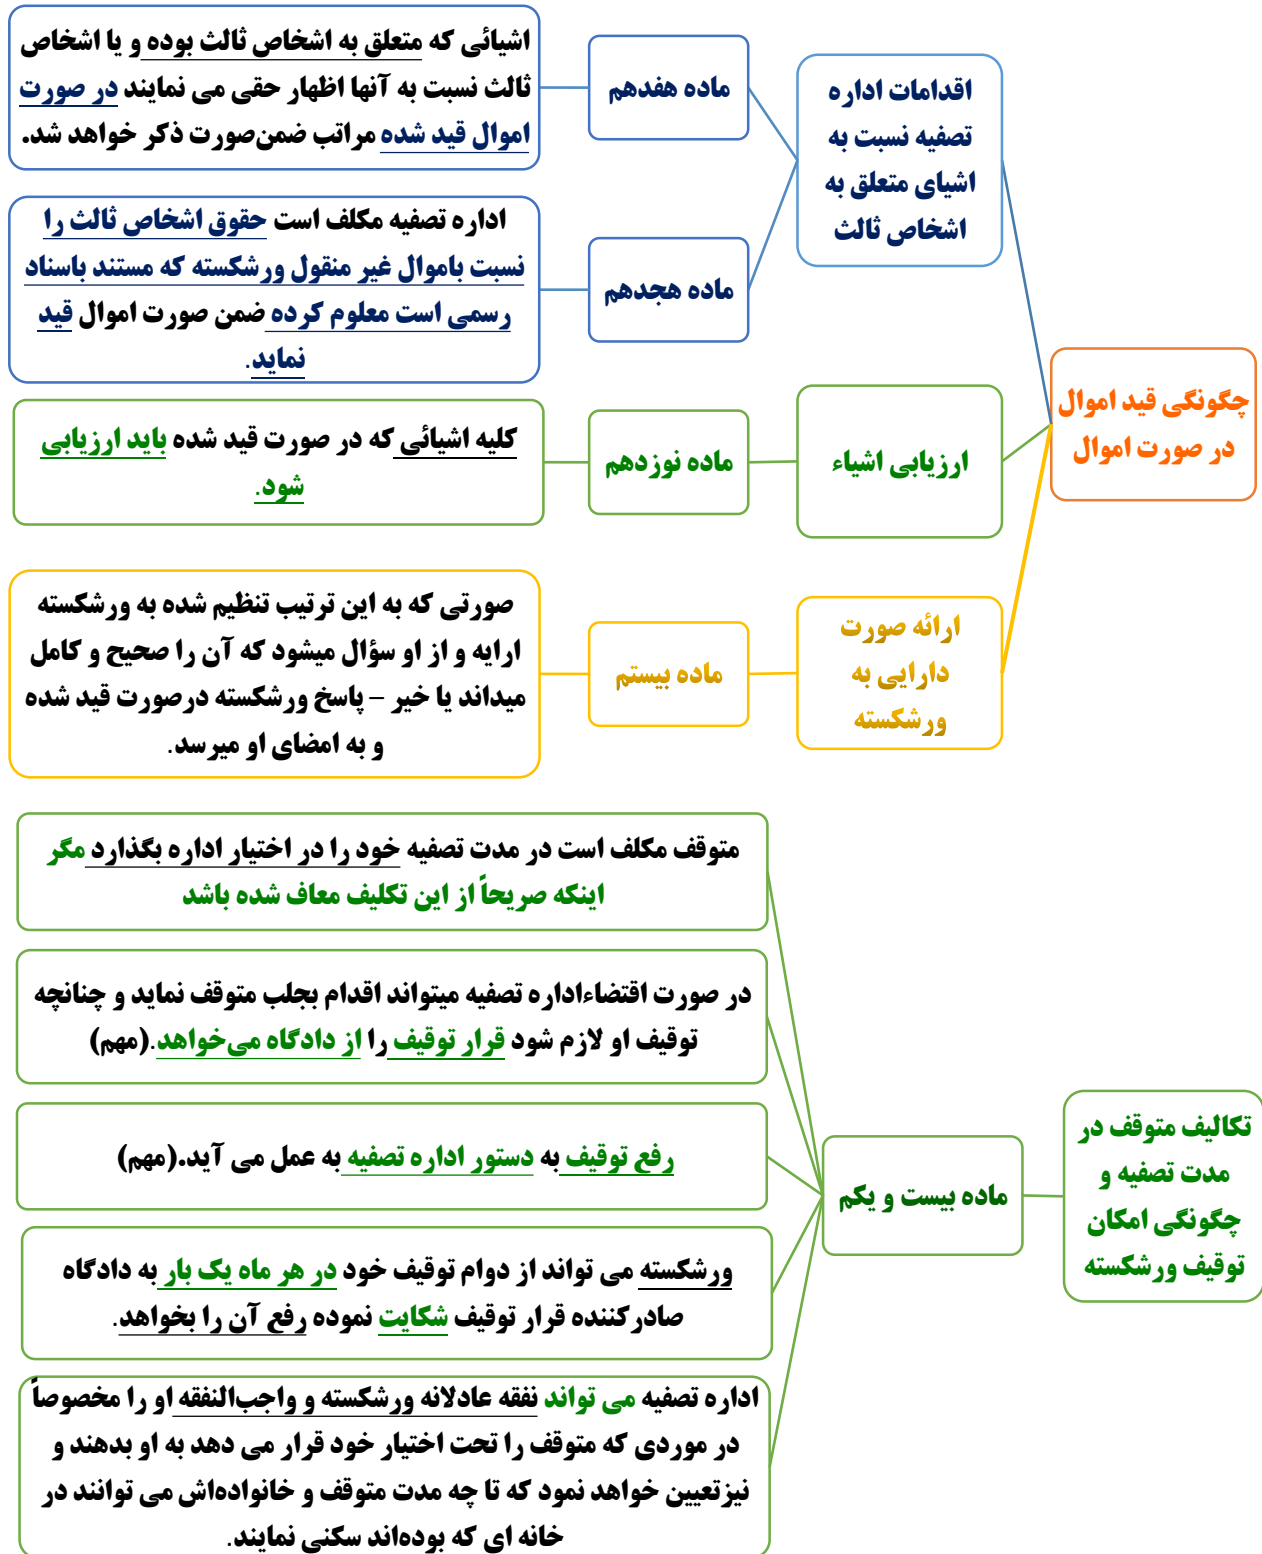 چگونگی قید اموال
در صورت اموال
اقدامات اداره
تصفیه نسبت به
اشیای متعلق به
اشخاص ثالث
ماده هفدهم
اشیائی که متعلق به اشخاص ثالث بوده و یا اشخاص
ثالث نسبت به آنها اظهار حقی می نمایند در صورت
اموال قید شده مراتب ضمن‌صورت ذکر خواهد شد.
ماده هجدهم
اداره تصفیه مکلف است حقوق اشخاص ثالث را
نسبت باموال غیر منقول ورشکسته که مستند باسناد
رسمی است معلوم کرده ضمن صورت اموال قید
نماید.
ارزیابی اشیاء
ماده نوزدهم
کلیه اشیائی که در صورت قید شده باید ارزیابی
شود.
ارائه صورت
دارایی به
ورشکسته
ماده بیستم
صورتی که به این ترتیب تنظیم شده به ورشکسته
ارایه و از او سؤال میشود که آن را صحیح و کامل
میداند یا خیر – پاسخ ورشکسته درصورت قید شده
و به امضای او میرسد.
تکالیف متوقف در
مدت تصفیه و
چگونگی امکان
توقیف ورشکسته
ماده بیست و یکم
متوقف مکلف است در مدت تصفیه خود را در اختیار اداره بگذارد مگر
اینکه صریحاً از این تکلیف معاف شده باشد
در صورت اقتضاءاداره تصفیه میتواند اقدام بجلب متوقف نماید و چنانچه
توقیف او لازم شود قرار توقیف را از دادگاه می‌خواهد.(مهم)
رفع توقیف به دستور اداره تصفیه به عمل می آید.(مهم)
ورشکسته می تواند از دوام توقیف خود در هر ماه یک بار به دادگاه
صادرکننده قرار توقیف شکایت نموده رفع آن را بخواهد.
اداره تصفیه می تواند نفقه عادلانه ورشکسته و واجب‌النفقه او را مخصوصاً
در موردی که متوقف را تحت اختیار خود قرار می دهد به او بدهند و
نیزتعیین خواهد نمود که تا چه مدت متوقف و خانواده‌اش می توانند در
خانه ای که بوده‌اند سکنی نمایند.